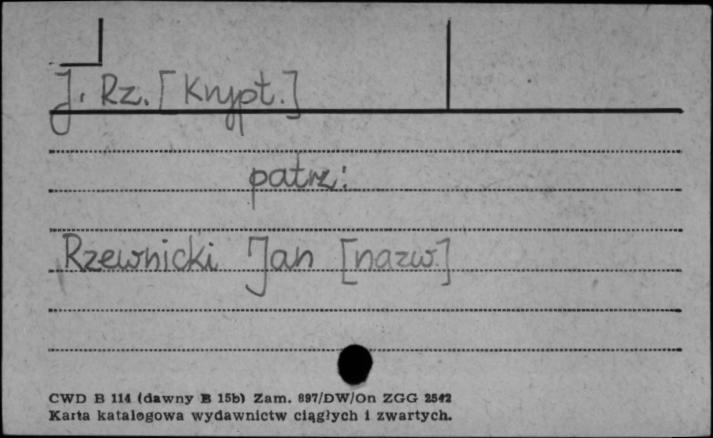 J. Rz. [Krypt.]
patrz:
Rzewnicki Jan [nazw.]
CWD B 114 (dawny B 15b) Zam. 897/DW/On ZGG 2542
Karta katalogowa wydawnictw ciągłych i zwartych.